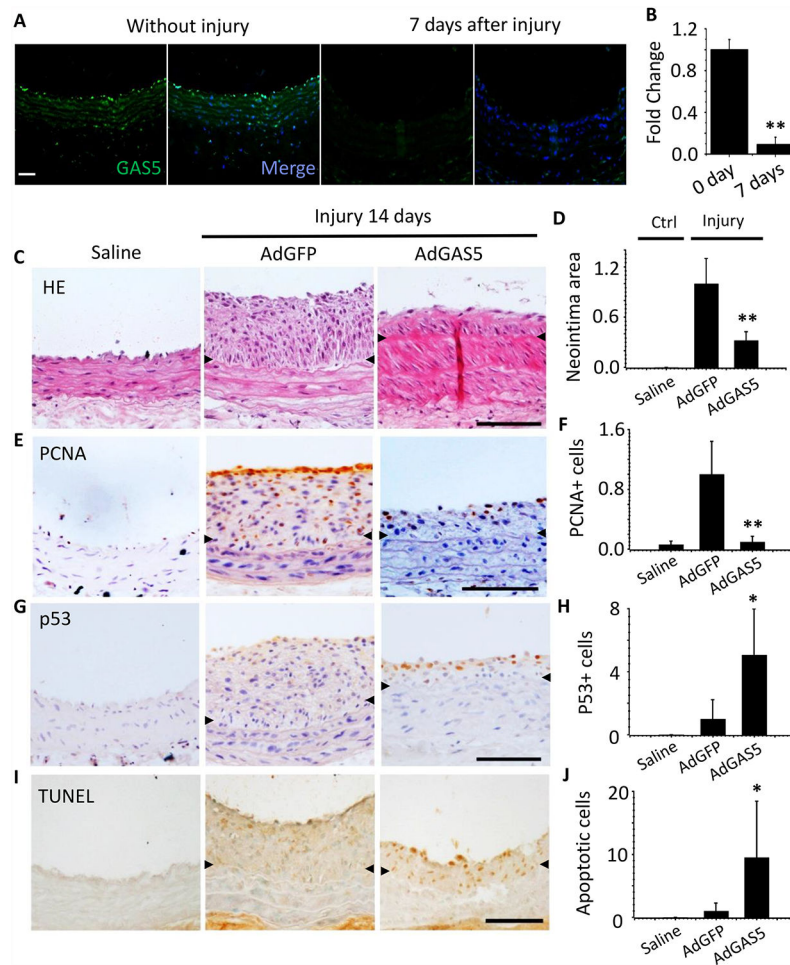 A
Without injury
7 days after injury
GAS5
Merge
B
Fold Change
1.2
0.8
0.4
0.0
0 day
7 days
**
Injury 14 days
C
Saline
AdGFP
AdGAS5
HE
D
Ctrl
Injury
Neointima area
1.2
0.6
0.0
**
Saline
AdGFP
AdGAS5
E
PCNA
F
PCNA+ cells
1.6
0.8
0.0
**
Saline
AdGFP
AdGAS5
G
p53
H
P53+ cells
8
4
0
*
Saline
AdGFP
AdGAS5
I
TUNEL
J
Apoptotic cells
20
10
0
*
Saline
AdGFP
AdGAS5